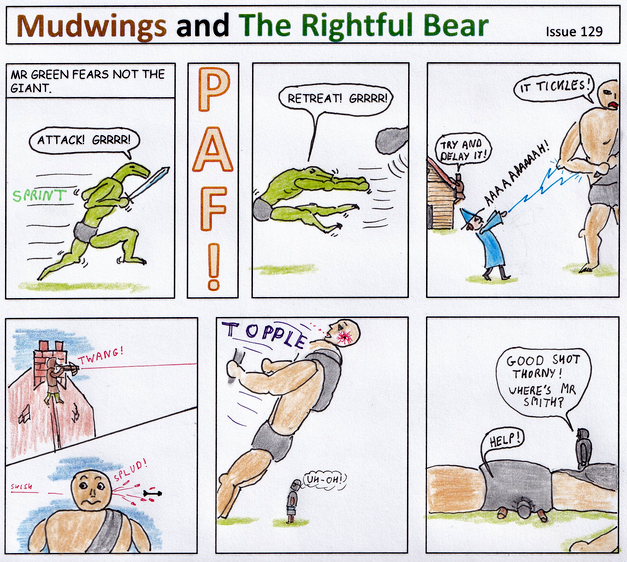 Mudwings and The Rightful Bear
Issue 129
MR GREEN FEARS NOT THE
GIANT.
ATTACK! GRRRR!
SPRINT
PAF!
RETREAT! GRRRR!
IT TICKLES!
TRY AND
DELAY IT!
AAAAAAAAAAH!
TWANG!
SWISH
SPLUD!
TOPPLE
UH-OH!
GOOD SHOT
THORNY!
WHERE'S MR
SMITH?
HELP!